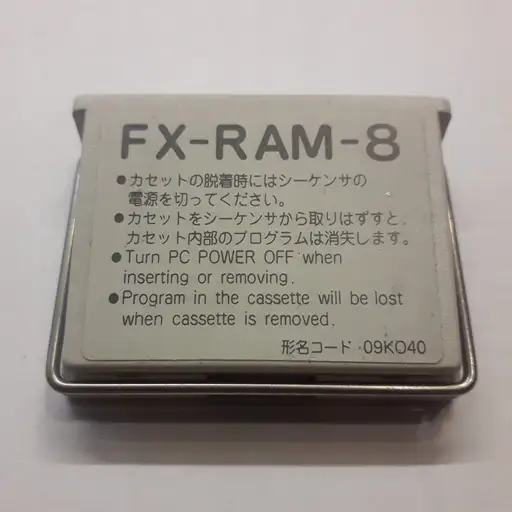 FX-RAM-8
●カセットの脱着時にはシーケンサの
電源を切ってください。
●カセットをシーケンサから取りはずすと、
カセット内部のプログラムは消失します。
●Turn PC POWER OFF when
inserting or removing.
●Program in the cassette will be lost
when cassette is removed.
形名コード・09KO40